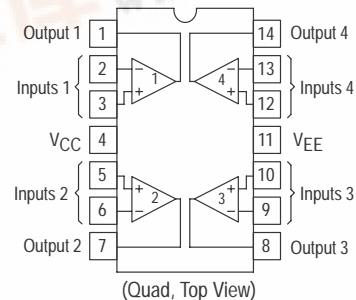 Output 1 1 14 Output 4
2 13
Inputs 1 − 1 4 − Inputs 4
3 + + 12
VCC 4 11 VEE
5 + + 10
Inputs 2 2 3 Inputs 3
6 − − 9
Output 2 7 8 Output 3
(Quad, Top View)